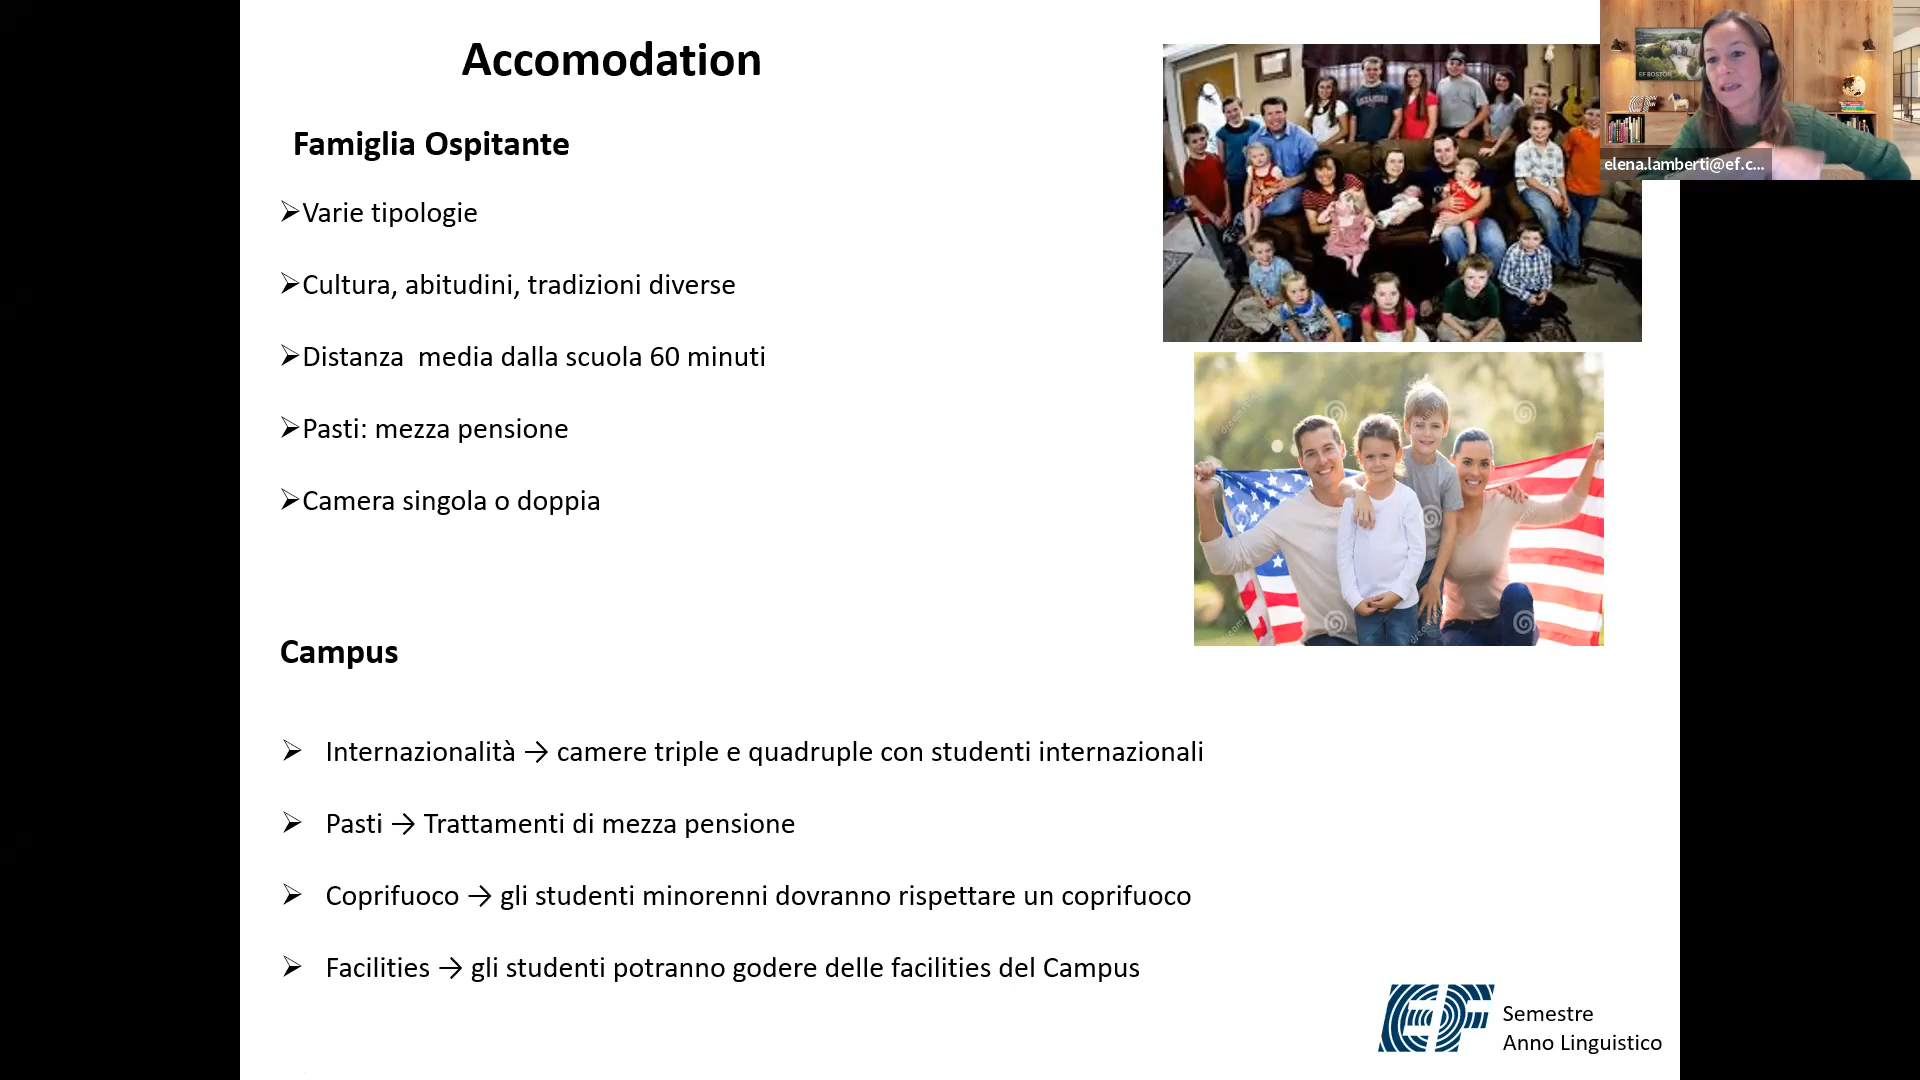 Accomodation
Famiglia Ospitante
➢Varie tipologie
➢Cultura, abitudini, tradizioni diverse
➢Distanza  media dalla scuola 60 minuti
➢Pasti: mezza pensione
➢Camera singola o doppia
Campus
➢ Internazionalità → camere triple e quadruple con studenti internazionali
➢ Pasti → Trattamenti di mezza pensione
➢ Coprifuoco → gli studenti minorenni dovranno rispettare un coprifuoco
➢ Facilities → gli studenti potranno godere delle facilities del Campus
EF
Semestre
Anno Linguistico
EF BOSTON
EF
elena.lamberti@ef.c...